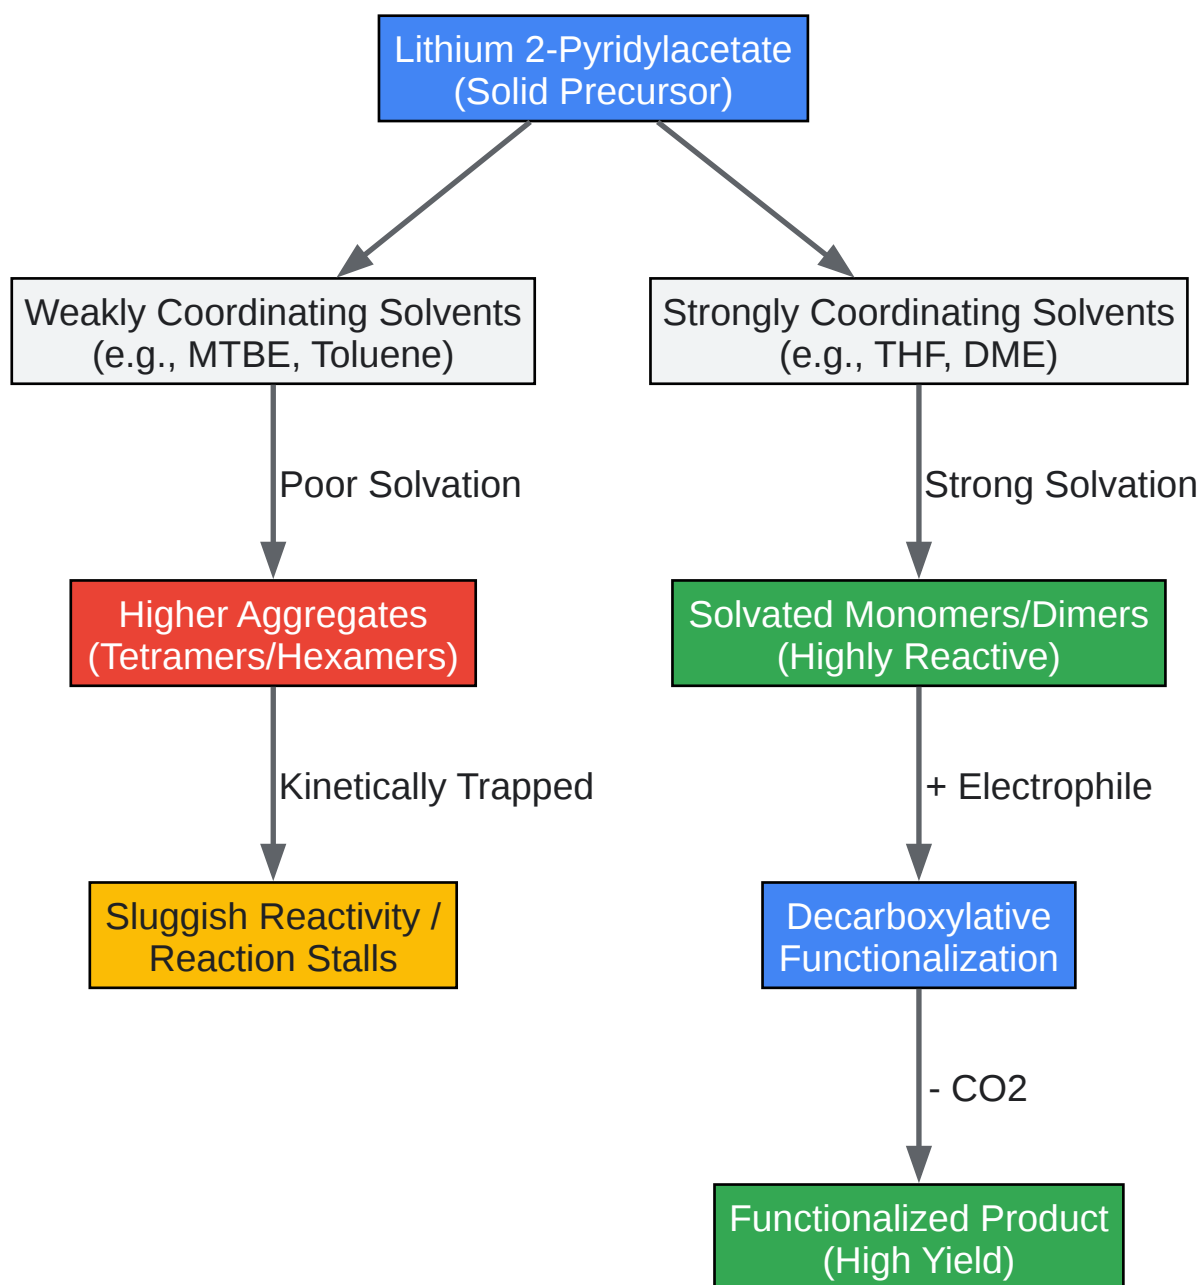 Lithium 2-Pyridylacetate
(Solid Precursor)
Weakly Coordinating Solvents
(e.g., MTBE, Toluene)
Strongly Coordinating Solvents
(e.g., THF, DME)
Poor Solvation
Strong Solvation
Higher Aggregates
(Tetramers/Hexamers)
Solvated Monomers/Dimers
(Highly Reactive)
Kinetically Trapped
+ Electrophile
Sluggish Reactivity /
Reaction Stalls
Decarboxylative
Functionalization
- CO2
Functionalized Product
(High Yield)